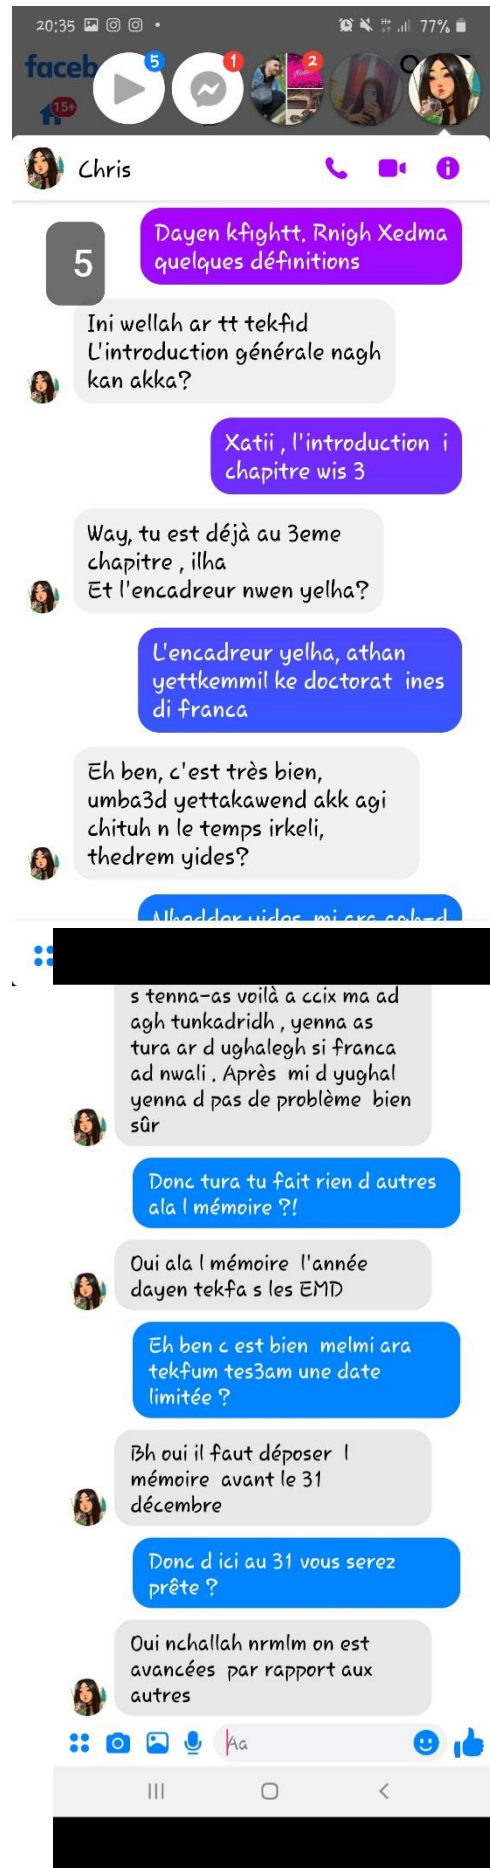 20:35
77%
faceb
5
1
2
15+
Chris
Dayen kfightt. Rnigh Xedma
quelques définitions
5
Ini wellah ar tt tekfid
L'introduction générale nagh
kan akka?
Xatii , l'introduction i
chapitre wis 3
Way, tu est déjà au 3eme
chapitre , ilha
Et l'encadreur nwen yelha?
L'encadreur yelha, athan
yettkemmil ke doctorat ines
di franca
Eh ben, c'est très bien,
umba3d yettakawend akk agi
chituh n le temps irkeli,
thedrem yides?
Nhedder yides mi ara agh-d
s tenna-as voilà a ccix ma ad
agh tunkadridh , yenna as
tura ar d ughalegh si franca
ad nwali . Après mi d yughal
yenna d pas de problème bien
sûr
Donc tura tu fait rien d autres
ala l mémoire ?!
Oui ala l mémoire l'année
dayen tekfa s les EMD
Eh ben c est bien melmi ara
tekfum tes3am une date
limitée ?
Bh oui il faut déposer l
mémoire avant le 31
décembre
Donc d ici au 31 vous serez
prête ?
Oui nchallah nrmlm on est
avancées par rapport aux
autres
Aa